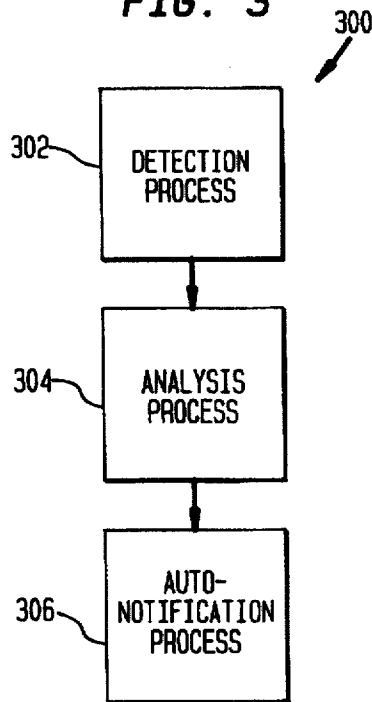 FIG. 3
300
302
DETECTION
PROCESS
304
ANALYSIS
PROCESS
306
AUTO-
NOTIFICATION
PROCESS